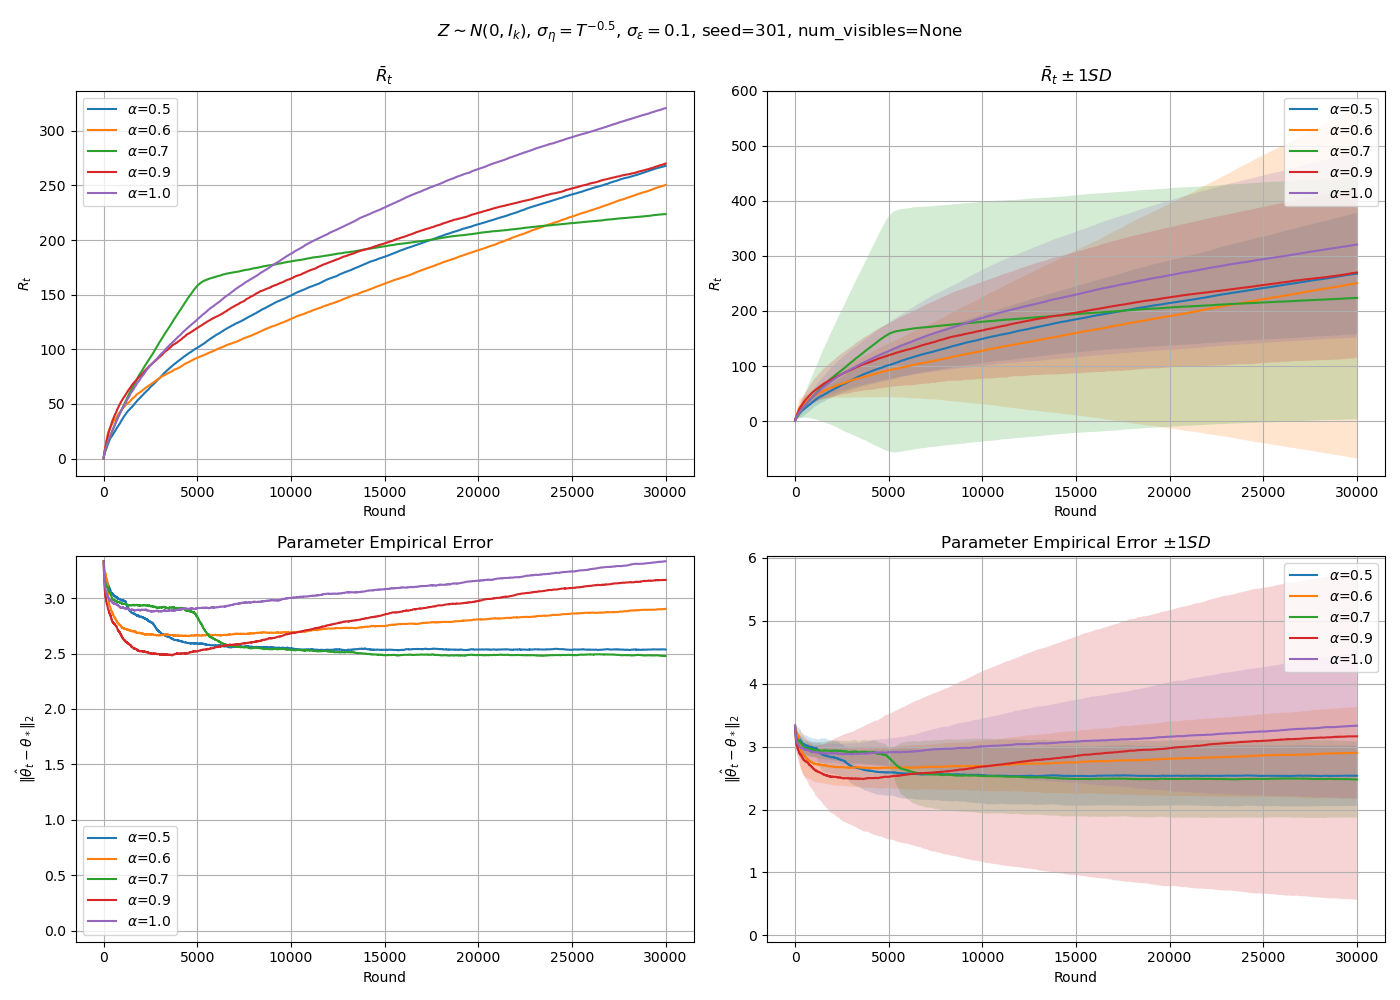 Z ~ N(0, I_k), σ_η = T^{-0.5}, σ_ε = 0.1, seed=301, num_visibles=None
R̄_t
R_t
300
250
200
150
100
50
0
α=0.5
α=0.6
α=0.7
α=0.9
α=1.0
0 5000 10000 15000 20000 25000 30000
Round
R̄_t ± 1SD
R_t
600
500
400
300
200
100
0
α=0.5
α=0.6
α=0.7
α=0.9
α=1.0
0 5000 10000 15000 20000 25000 30000
Round
Parameter Empirical Error
‖θ̂_t − θ_*‖_2
3.0
2.5
2.0
1.5
1.0
0.5
0.0
α=0.5
α=0.6
α=0.7
α=0.9
α=1.0
0 5000 10000 15000 20000 25000 30000
Round
Parameter Empirical Error ±1SD
‖θ̂_t − θ_*‖_2
6
5
4
3
2
1
0
α=0.5
α=0.6
α=0.7
α=0.9
α=1.0
0 5000 10000 15000 20000 25000 30000
Round